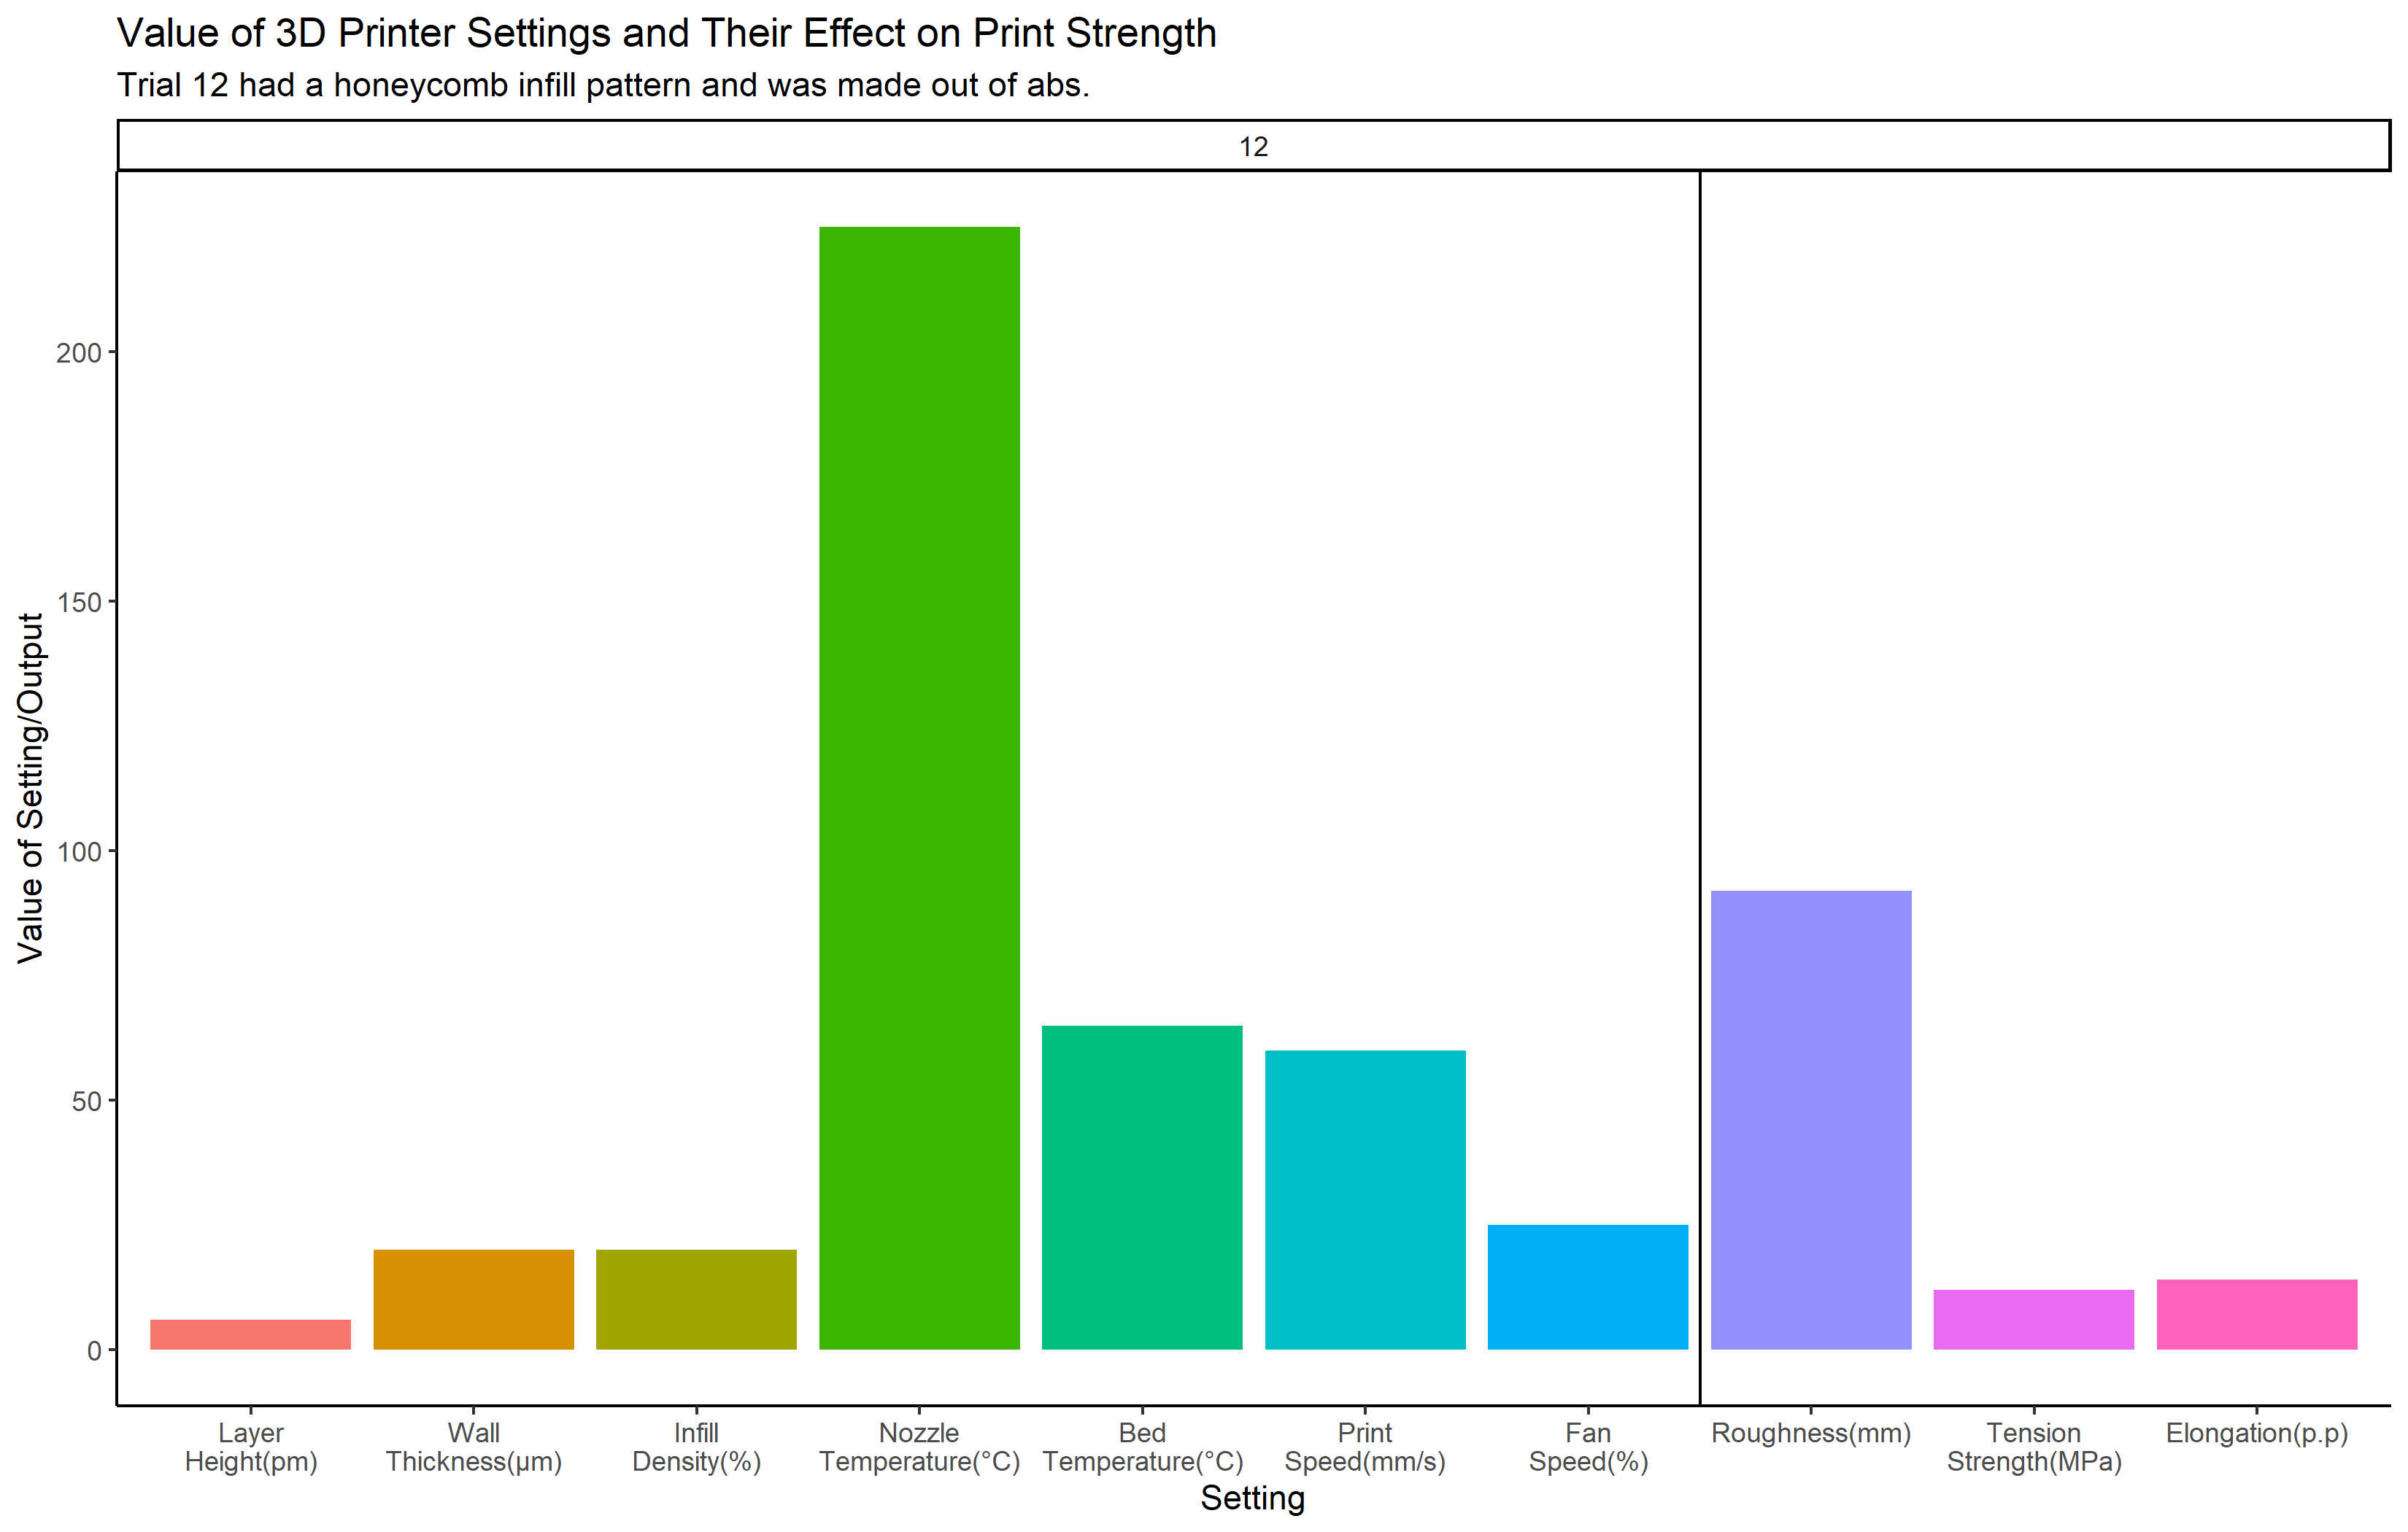 Value of 3D Printer Settings and Their Effect on Print Strength
Trial 12 had a honeycomb infill pattern and was made out of abs.
12
Value of Setting/Output
200
150
100
50
0
Layer
Height(pm)
Wall
Thickness(µm)
Infill
Density(%)
Nozzle
Temperature(°C)
Bed
Temperature(°C)
Print
Speed(mm/s)
Fan
Speed(%)
Roughness(mm)
Tension
Strength(MPa)
Elongation(p.p)
Setting